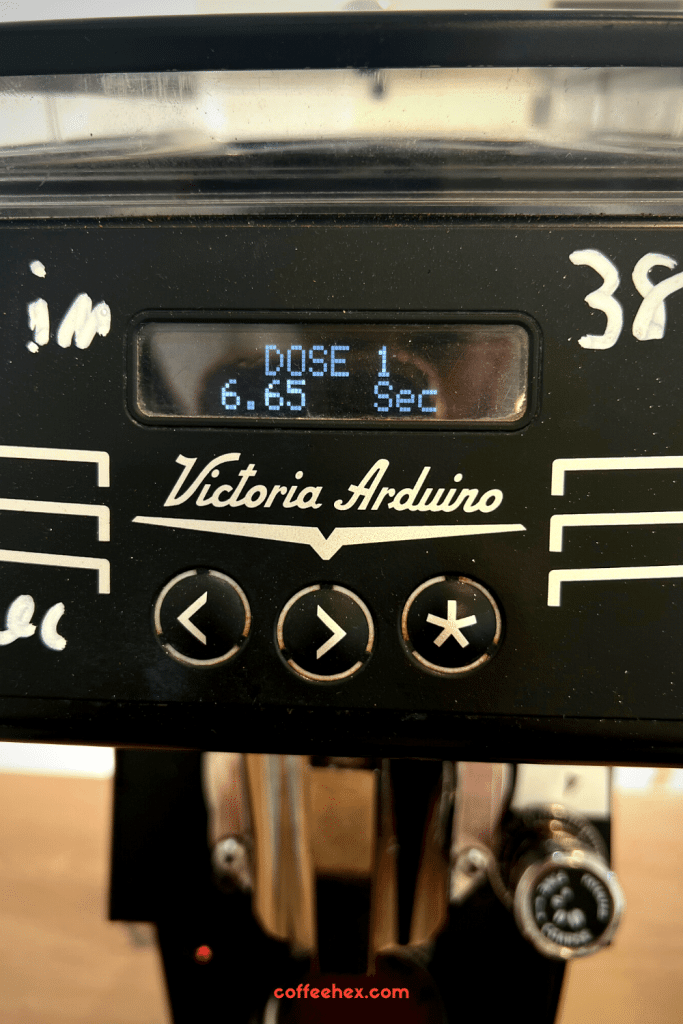 in
38
DOSE 1
6.65 Sec
Victoria Arduino
< > *
coffeehex.com